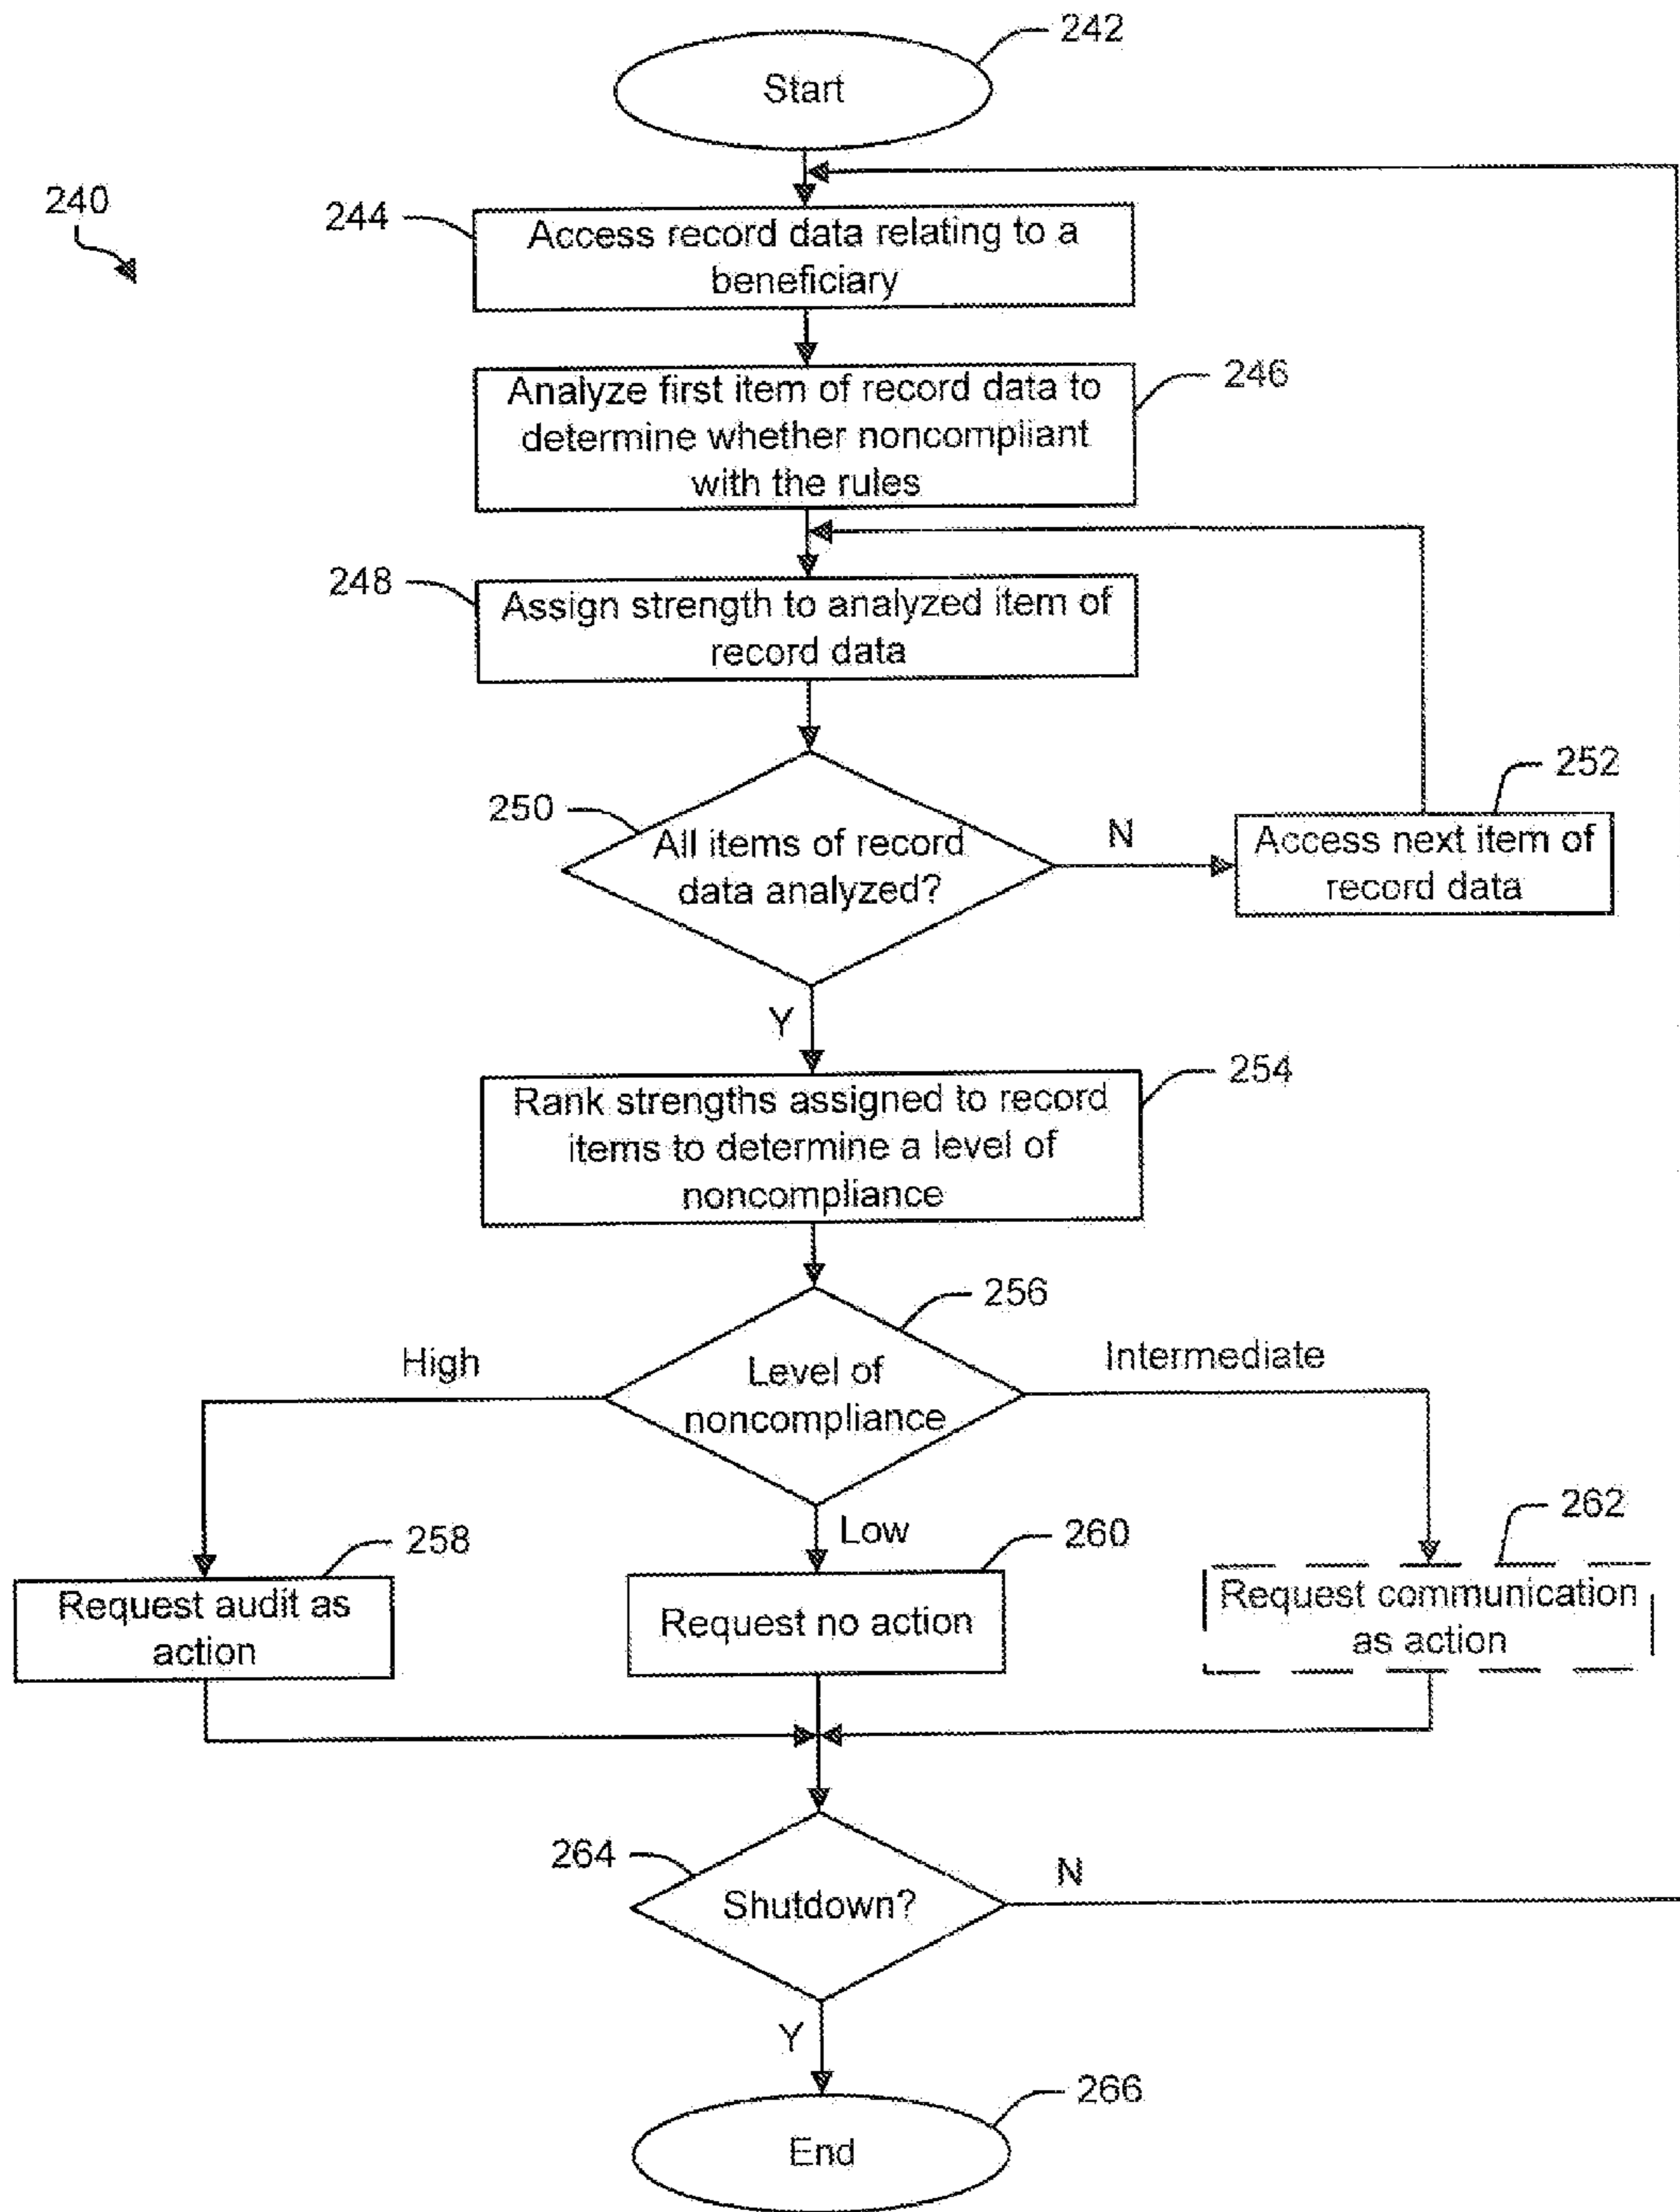 242
Start
240
244
Access record data relating to a
beneficiary
Analyze first item of record data to
determine whether noncompliant
with the rules
246
248
Assign strength to analyzed item of
record data
250
All items of record
data analyzed?
N
252
Access next item of
record data
Y
254
Rank strengths assigned to record
items to determine a level of
noncompliance
256
High
Level of
noncompliance
Intermediate
Low
258
Request audit as
action
260
Request no action
262
Request communication
as action
264
Shutdown?
N
Y
266
End